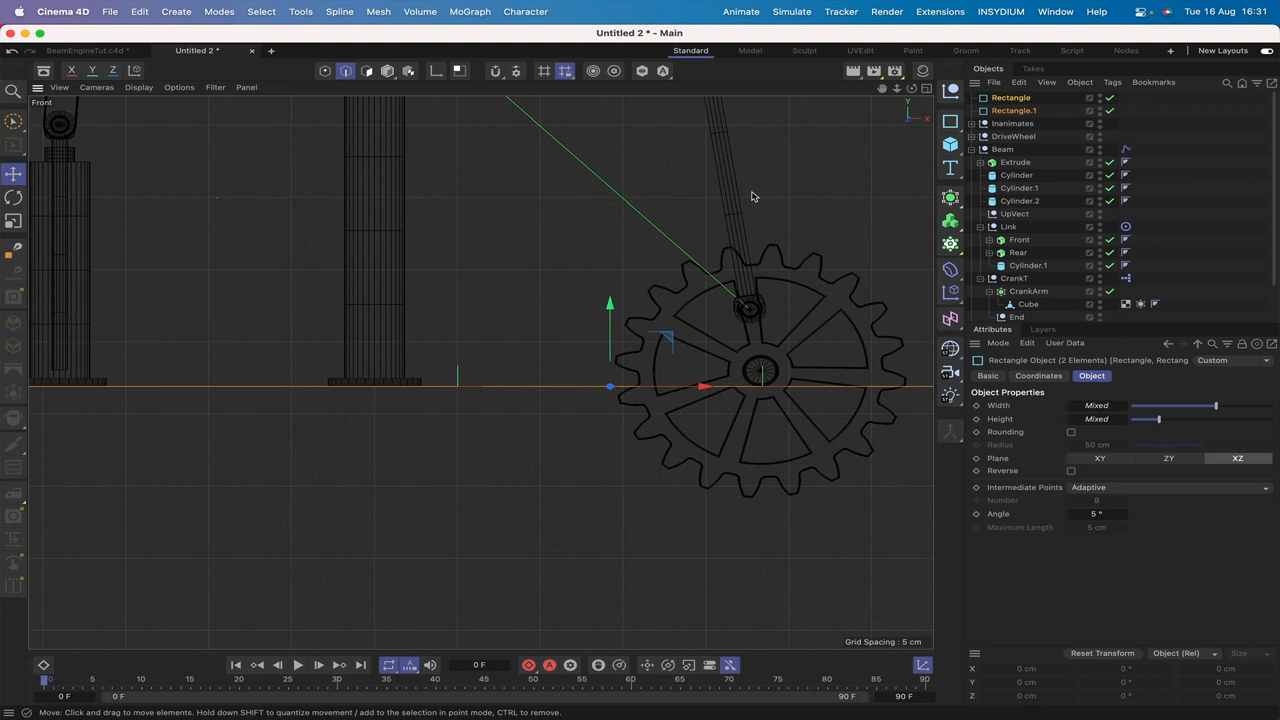 Cinema 4D File Edit Create Modes Select Tools Spline Mesh Volume MoGraph Character Animate Simulate Tracker Render Extensions INSYDIUM Window Help Tue 16 Aug 16:31
Untitled 2 * - Main
BeamEngineTut.c4d * Untitled 2 * Standard Model Sculpt UVEdit Paint Groom Track Script Nodes New Layouts
X Y Z
Objects Takes
View Cameras Display Options Filter Panel
File Edit View Object Tags Bookmarks
Front
Y
X
Rectangle
Rectangle.1
Inanimates
DriveWheel
Beam
Extrude
Cylinder
Cylinder.1
Cylinder.2
UpVect
Link
Front
Rear
Cylinder.1
CrankT
CrankArm
Cube
End
Attributes Layers
Mode Edit User Data
Rectangle Object (2 Elements) [Rectangle, Rectang Custom
Basic Coordinates Object
Object Properties
Width Mixed
Height Mixed
Rounding
Radius 50 cm
Plane XY ZY XZ
Reverse
Intermediate Points Adaptive
Number 8
Angle 5 °
Maximum Length 5 cm
Grid Spacing : 5 cm
Reset Transform Object (Rel) Size
X 0 cm 0 ° 0 cm
Y 0 cm 0 ° 0 cm
Z 0 cm 0 ° 0 cm
0 F
0 5 10 15 20 25 30 35 40 45 50 55 60 65 70 75 80 85 90
0 F 0 F 90 F 90 F
Move: Click and drag to move elements. Hold down SHIFT to quantize movement / add to the selection in point mode, CTRL to remove.